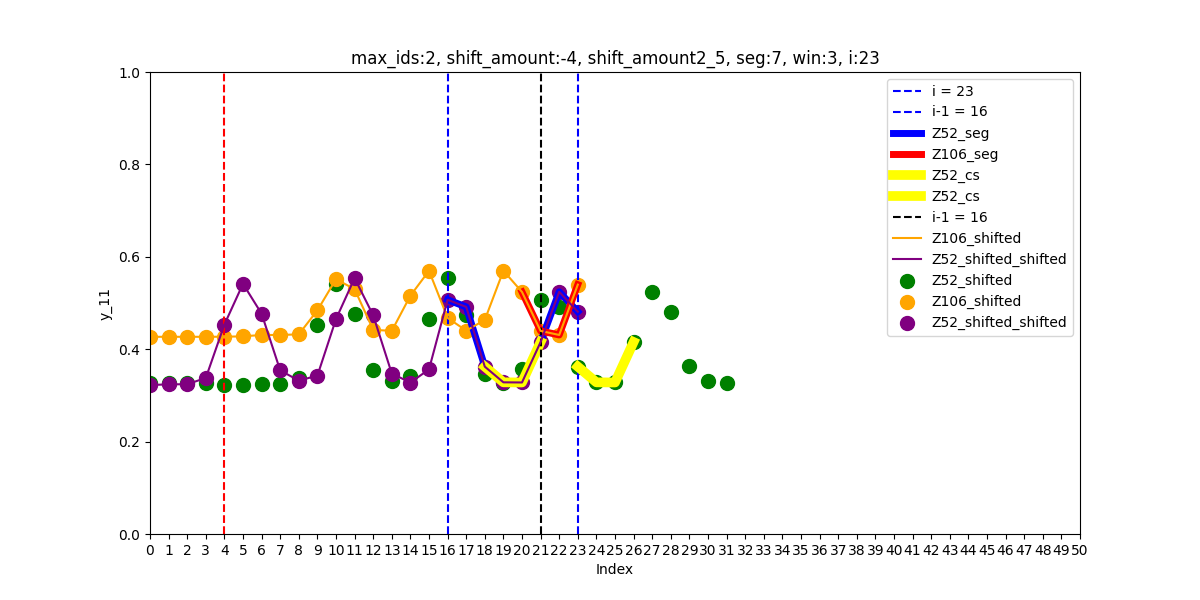 max_ids:2, shift_amount:-4, shift_amount2_5, seg:7, win:3, i:23
1.0
0.8
0.6
0.4
0.2
0.0
y_11
i = 23
i-1 = 16
Z52_seg
Z106_seg
Z52_cs
Z52_cs
i-1 = 16
Z106_shifted
Z52_shifted_shifted
Z52_shifted
Z106_shifted
Z52_shifted_shifted
0 1 2 3 4 5 6 7 8 9 10 11 12 13 14 15 16 17 18 19 20 21 22 23 24 25 26 27 28 29 30 31 32 33 34 35 36 37 38 39 40 41 42 43 44 45 46 47 48 49 50
Index